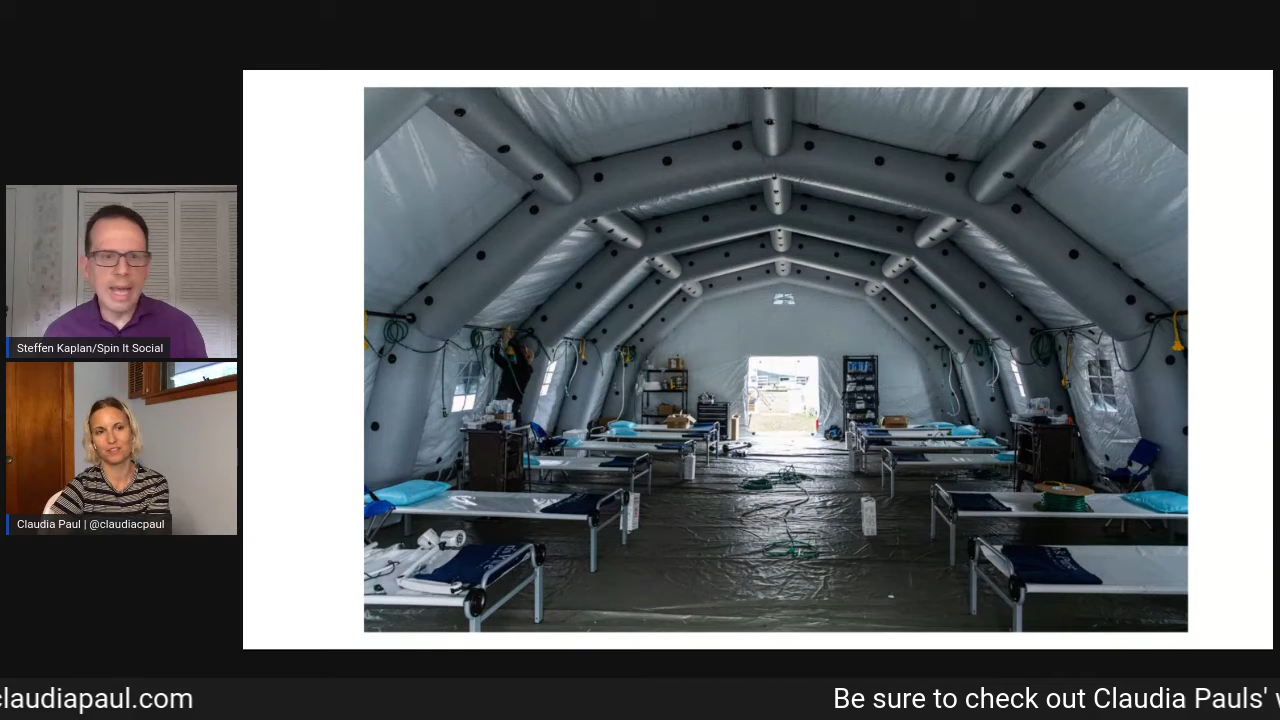 Steffen Kaplan/Spin It Social
Claudia Paul | @claudiacpaul
claudiapaul.com
Be sure to check out Claudia Pauls'